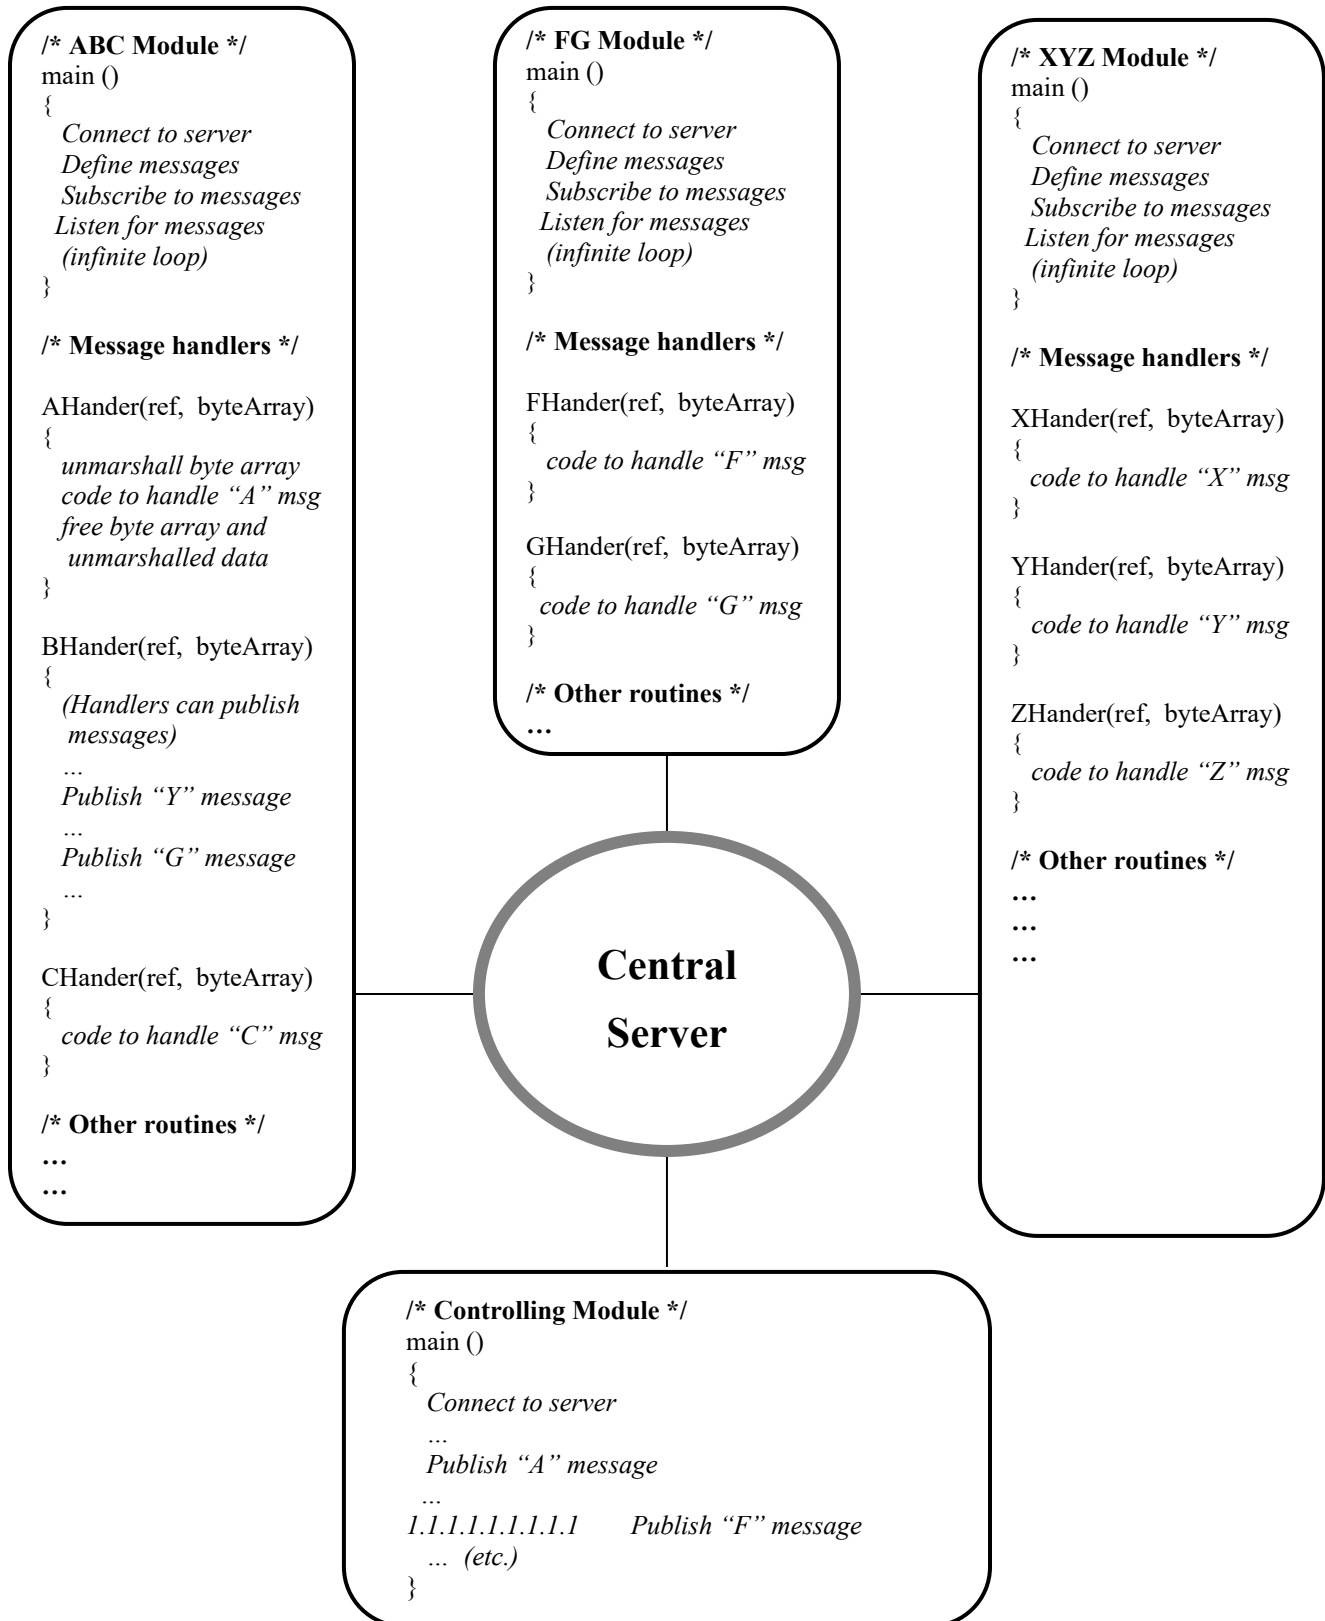 /* ABC Module */
main ()
{
Connect to server
Define messages
Subscribe to messages
Listen for messages
(infinite loop)
}
/* Message handlers */
AHander(ref, byteArray)
{
unmarshall byte array
code to handle “A” msg
free byte array and
unmarshalled data
}
BHander(ref, byteArray)
{
(Handlers can publish
messages)
...
Publish “Y” message
...
Publish “G” message
...
}
CHander(ref, byteArray)
{
code to handle “C” msg
}
/* Other routines */
...
...
/* FG Module */
main ()
{
Connect to server
Define messages
Subscribe to messages
Listen for messages
(infinite loop)
}
/* Message handlers */
FHander(ref, byteArray)
{
code to handle “F” msg
}
GHander(ref, byteArray)
{
code to handle “G” msg
}
/* Other routines */
...
/* XYZ Module */
main ()
{
Connect to server
Define messages
Subscribe to messages
Listen for messages
(infinite loop)
}
/* Message handlers */
XHander(ref, byteArray)
{
code to handle “X” msg
}
YHander(ref, byteArray)
{
code to handle “Y” msg
}
ZHander(ref, byteArray)
{
code to handle “Z” msg
}
/* Other routines */
...
...
...
Central
Server
/* Controlling Module */
main ()
{
Connect to server
...
Publish “A” message
...
1.1.1.1.1.1.1.1.1 Publish “F” message
... (etc.)
}